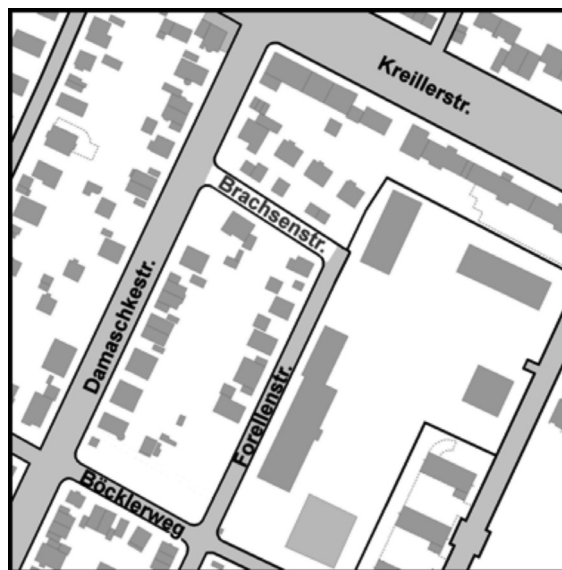 Kreillerstr.
Brachsenstr.
Damaschkestr.
Forellenstr.
Böcklerweg